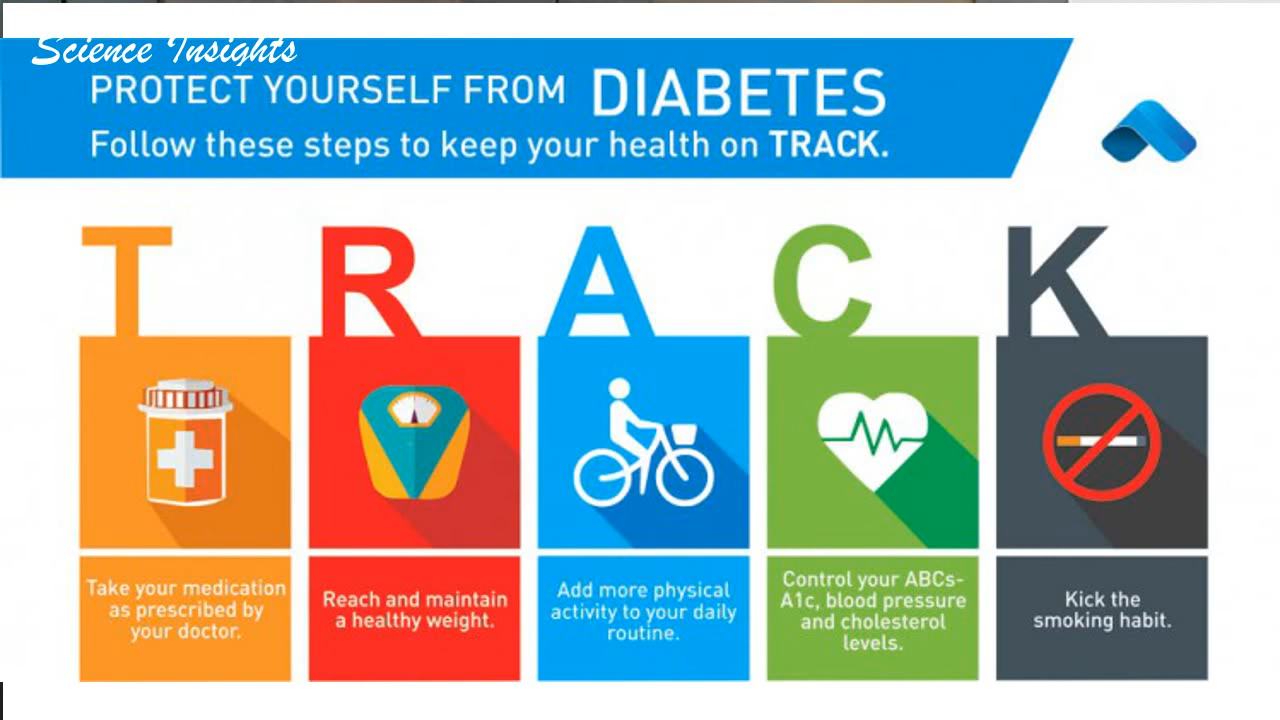 Science Insights
PROTECT YOURSELF FROM DIABETES
Follow these steps to keep your health on TRACK.
T R A C K
Take your medication
as prescribed by
your doctor.
Reach and maintain
a healthy weight.
Add more physical
activity to your daily
routine.
Control your ABCs-
A1c, blood pressure
and cholesterol
levels.
Kick the
smoking habit.